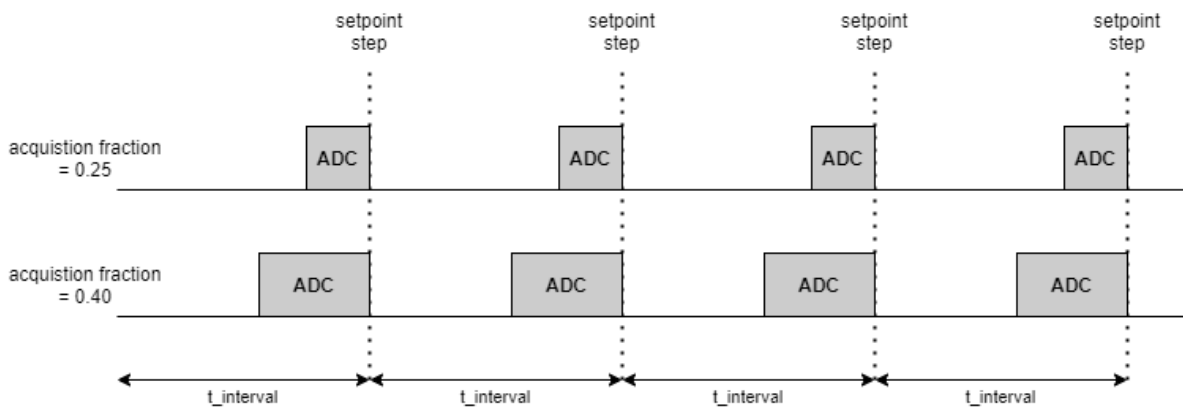 setpoint
step
setpoint
step
setpoint
step
setpoint
step
acquistion fraction
= 0.25
ADC
ADC
ADC
ADC
acquistion fraction
= 0.40
ADC
ADC
ADC
ADC
t_interval
t_interval
t_interval
t_interval